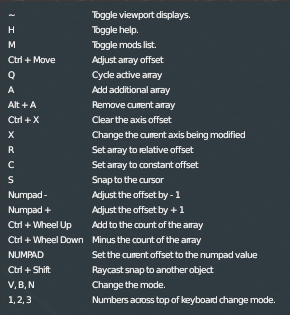 ~ Toggle viewport displays.
H Toggle help.
M Toggle mods list.
Ctrl + Move Adjust array offset
Q Cycle active array
A Add additional array
Alt + A Remove current array
Ctrl + X Clear the axis offset
X Change the current axis being modified
R Set array to relative offset
C Set array to constant offset
S Snap to the cursor
Numpad - Adjust the offset by - 1
Numpad + Adjust the offset by + 1
Ctrl + Wheel Up Add to the count of the array
Ctrl + Wheel Down Minus the count of the array
NUMPAD Set the current offset to the numpad value
Ctrl + Shift Raycast snap to another object
V, B, N Change the mode.
1, 2, 3 Numbers across top of keyboard change mode.